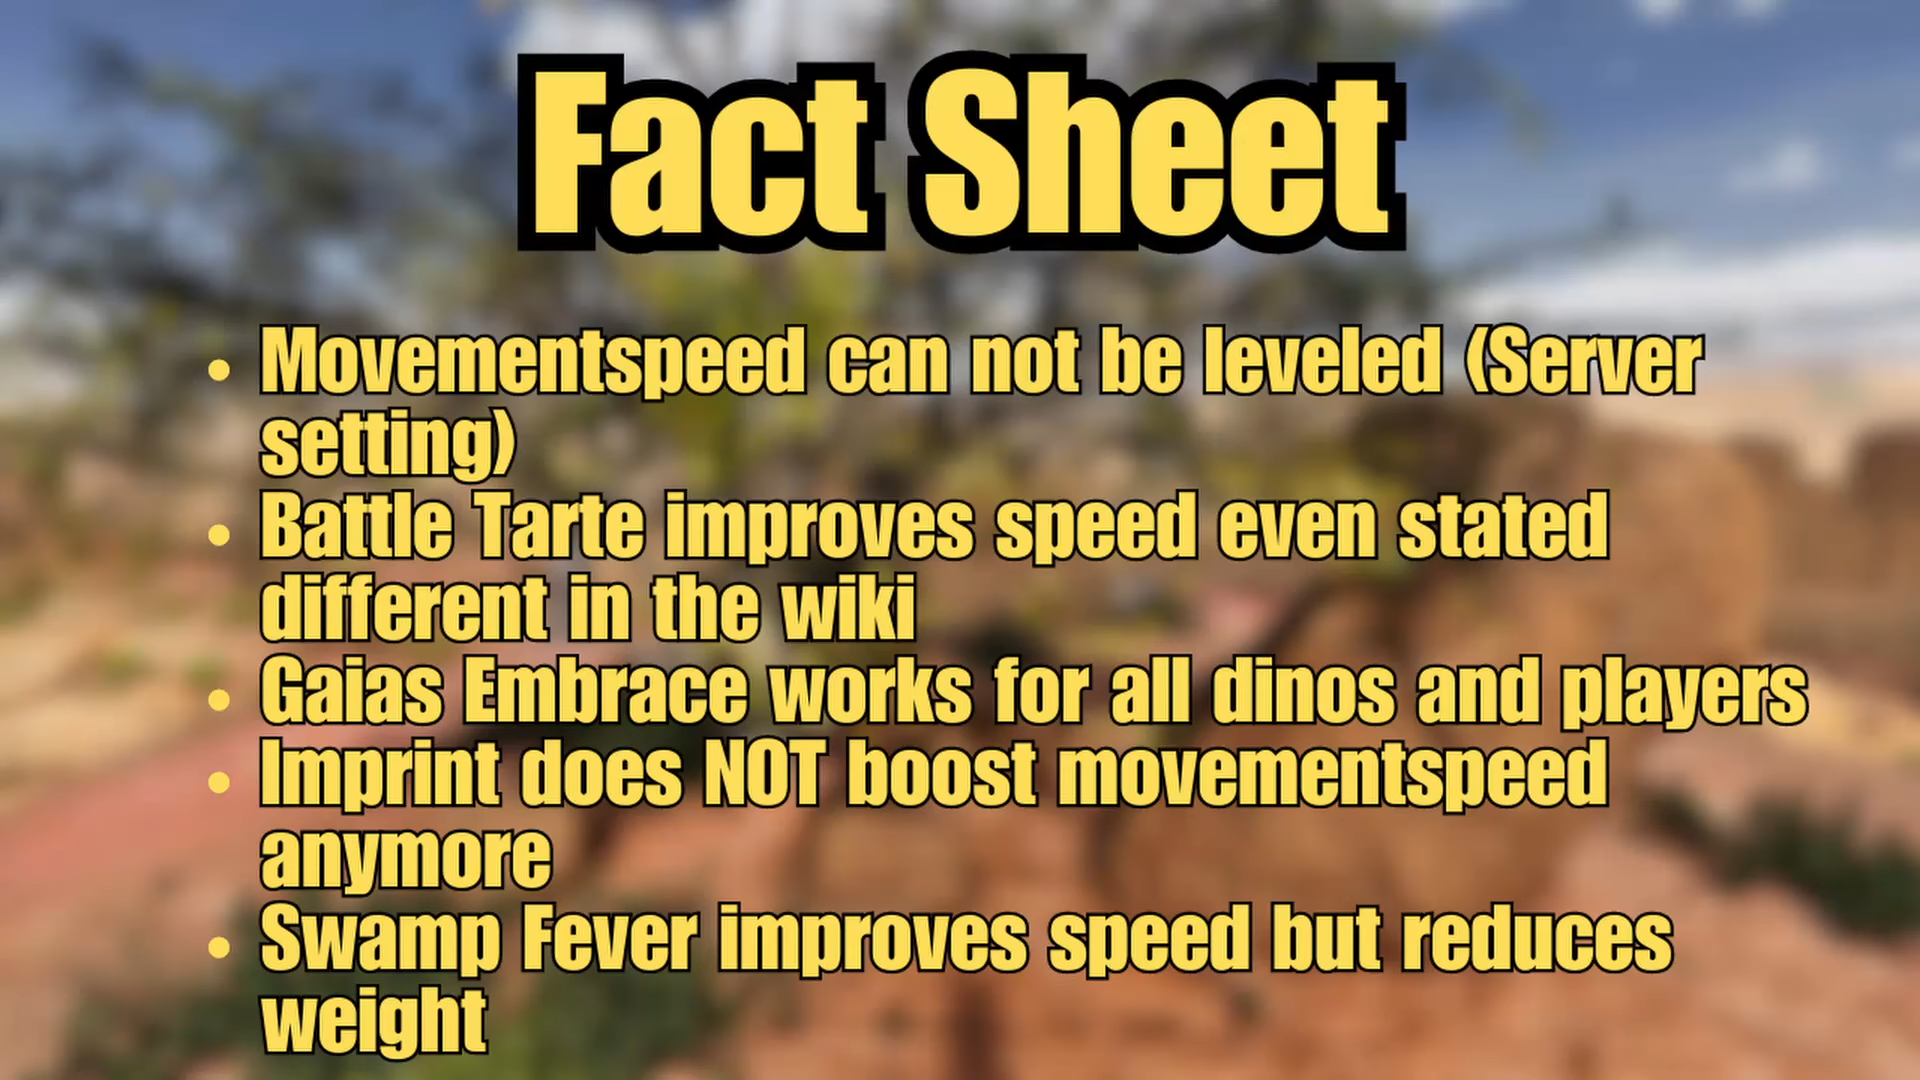 Fact Sheet
• Movementspeed can not be leveled (Server
setting)
• Battle Tarte improves speed even stated
different in the wiki
• Gaias Embrace works for all dinos and players
• Imprint does NOT boost movementspeed
anymore
• Swamp Fever improves speed but reduces
weight